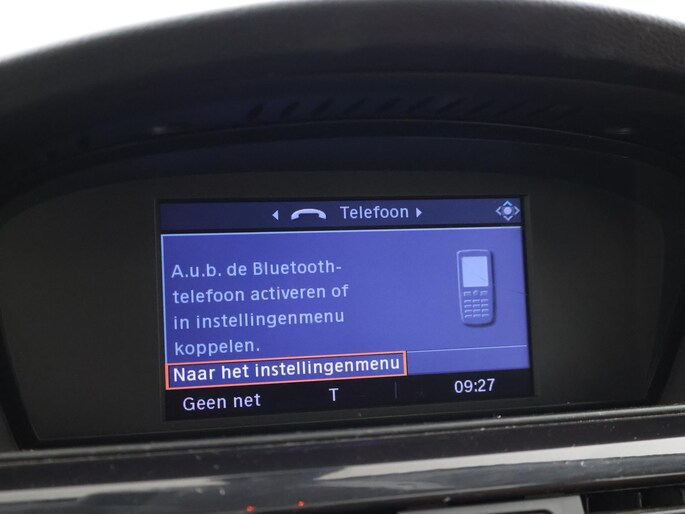 Telefoon
A.u.b. de Bluetooth-
telefoon activeren of
in instellingenmenu
koppelen.
Naar het instellingenmenu
Geen net T 09:27